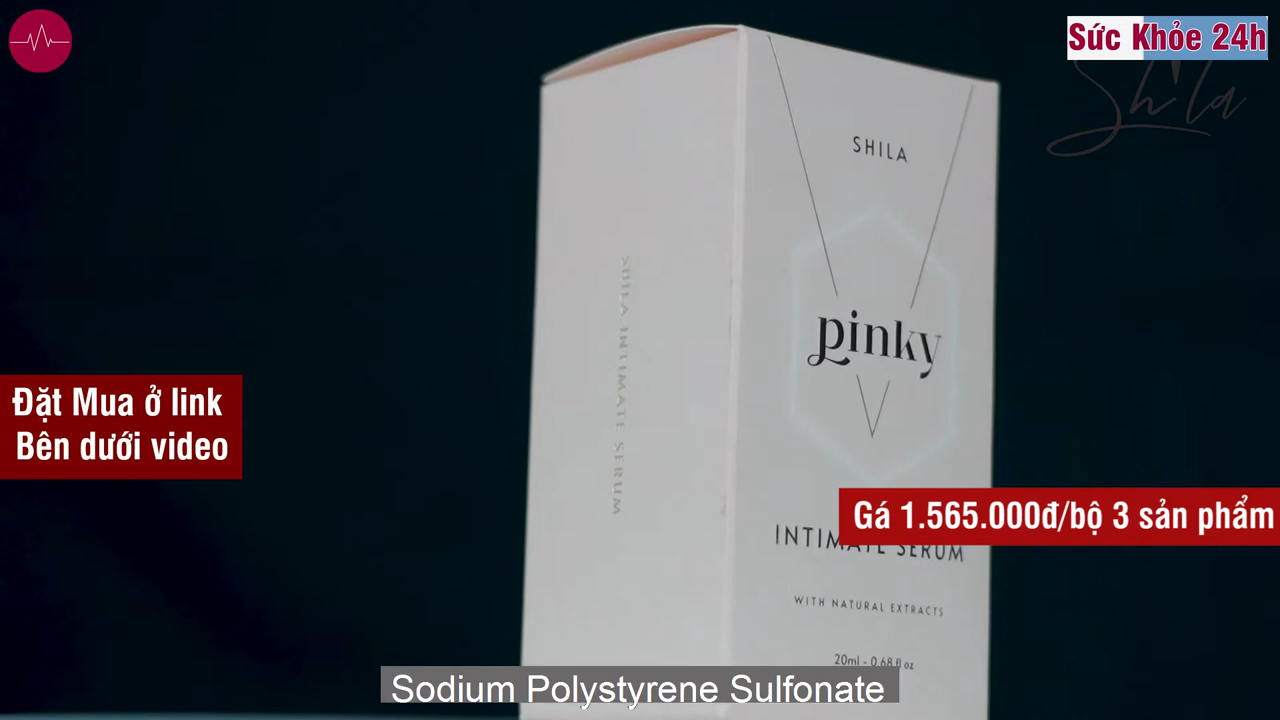 Sức Khỏe 24h
Shila
SHILA
pinky
SHILA INTIMATE SERUM
Đặt Mua ở link
Bên dưới video
Gá 1.565.000đ/bộ 3 sản phẩm
INTIMATE SERUM
WITH NATURAL EXTRACTS
20ml - 0.68 fl oz
Sodium Polystyrene Sulfonate